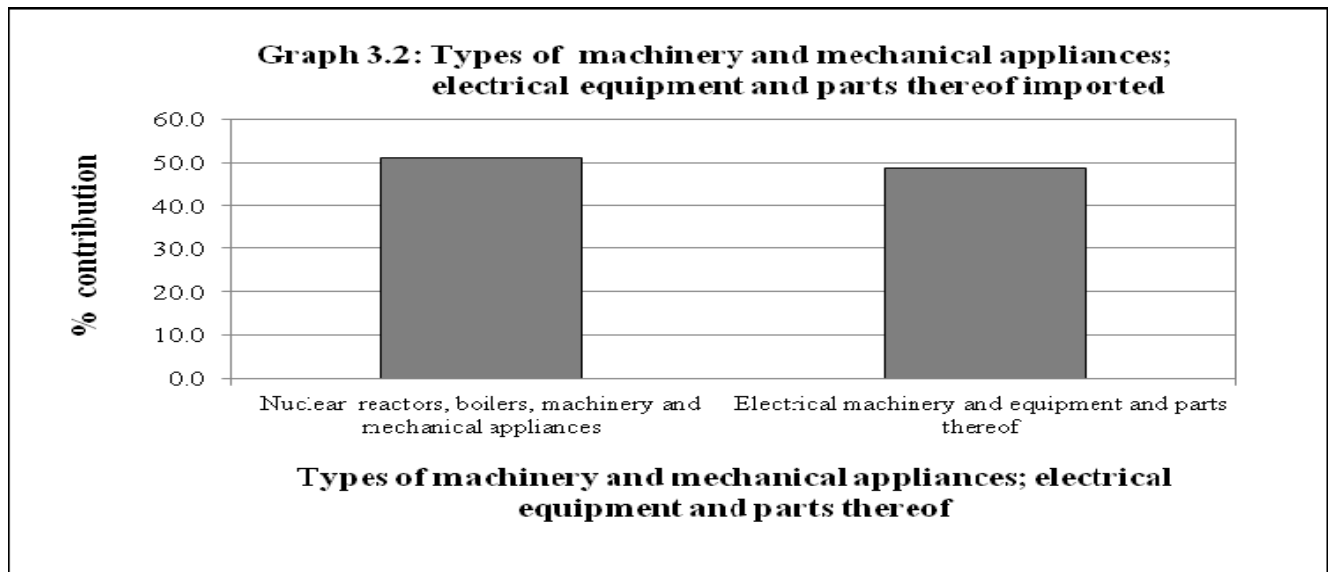 Graph 3.2: Types of machinery and mechanical appliances;
electrical equipment and parts thereof imported
60.0
50.0
40.0
30.0
20.0
10.0
0.0
% contribution
Nuclear reactors, boilers, machinery and
mechanical appliances
Electrical machinery and equipment and parts
thereof
Types of machinery and mechanical appliances; electrical
equipment and parts thereof